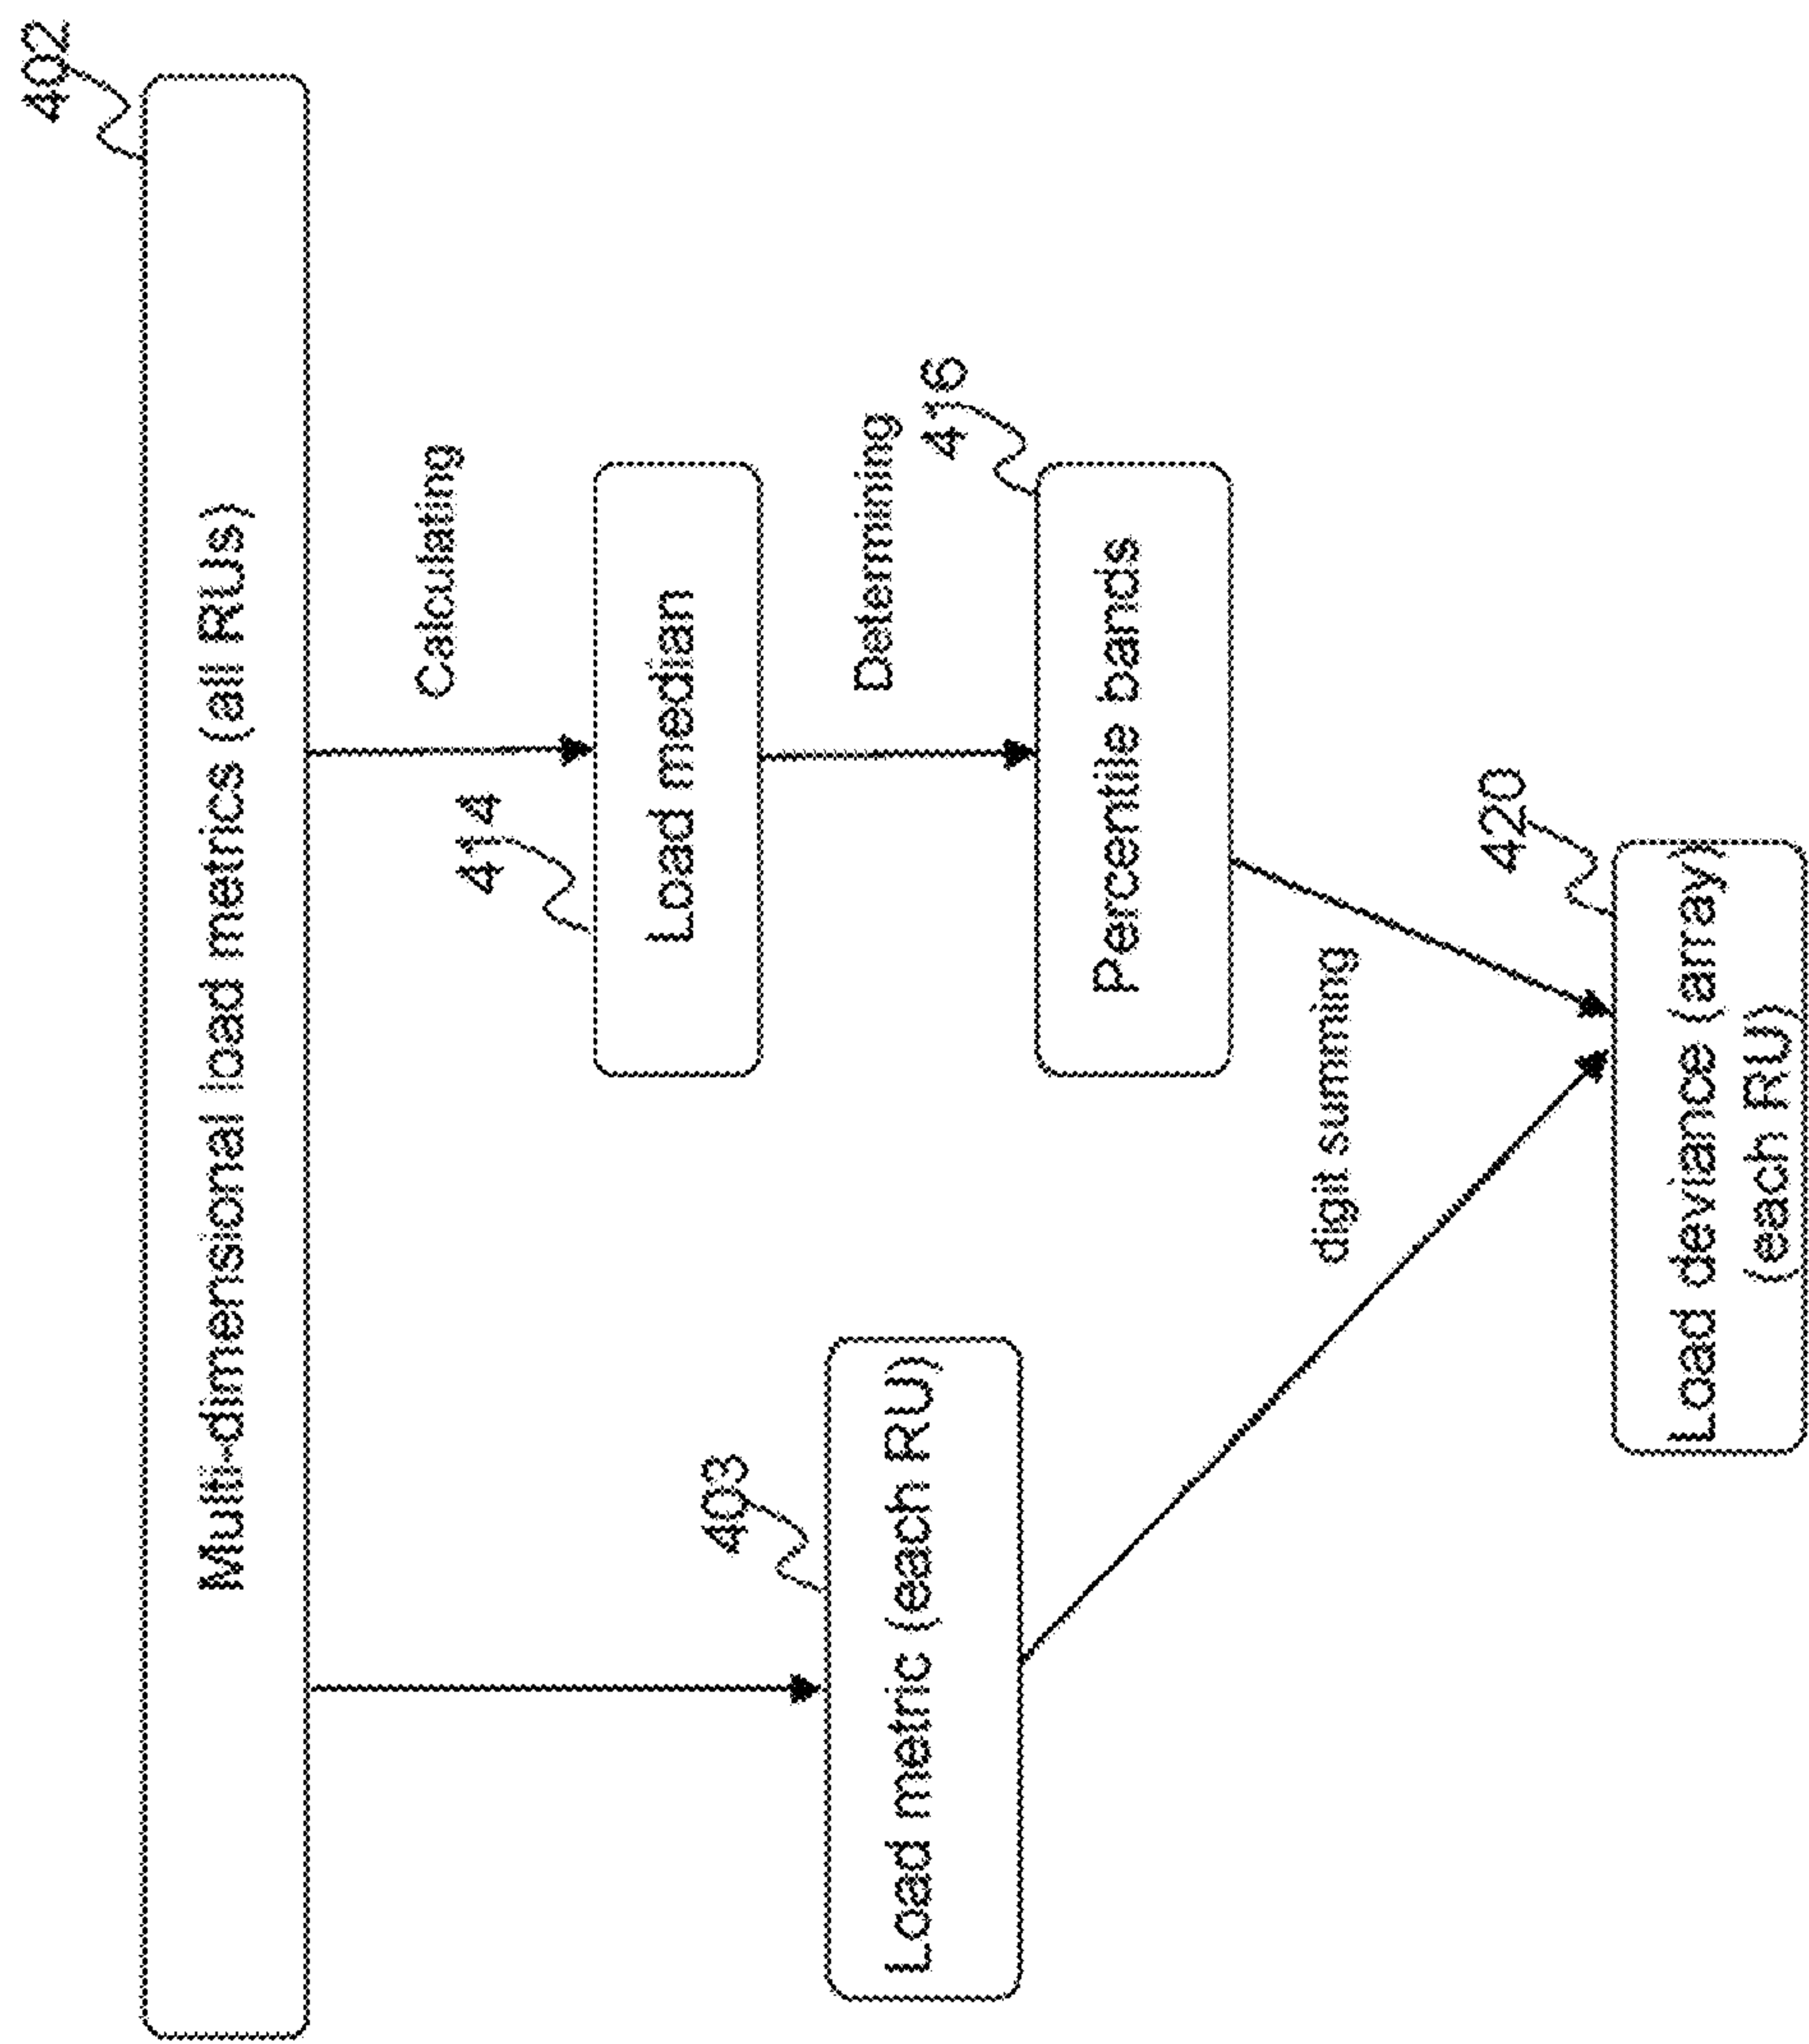 402
Multi-dimensional load metrics (all RUs)
Calculating
414
Load median
403
Load metric (each RU)
Determining
416
Percentile bands
digit summing
420
Load deviance (array)
(each RU)